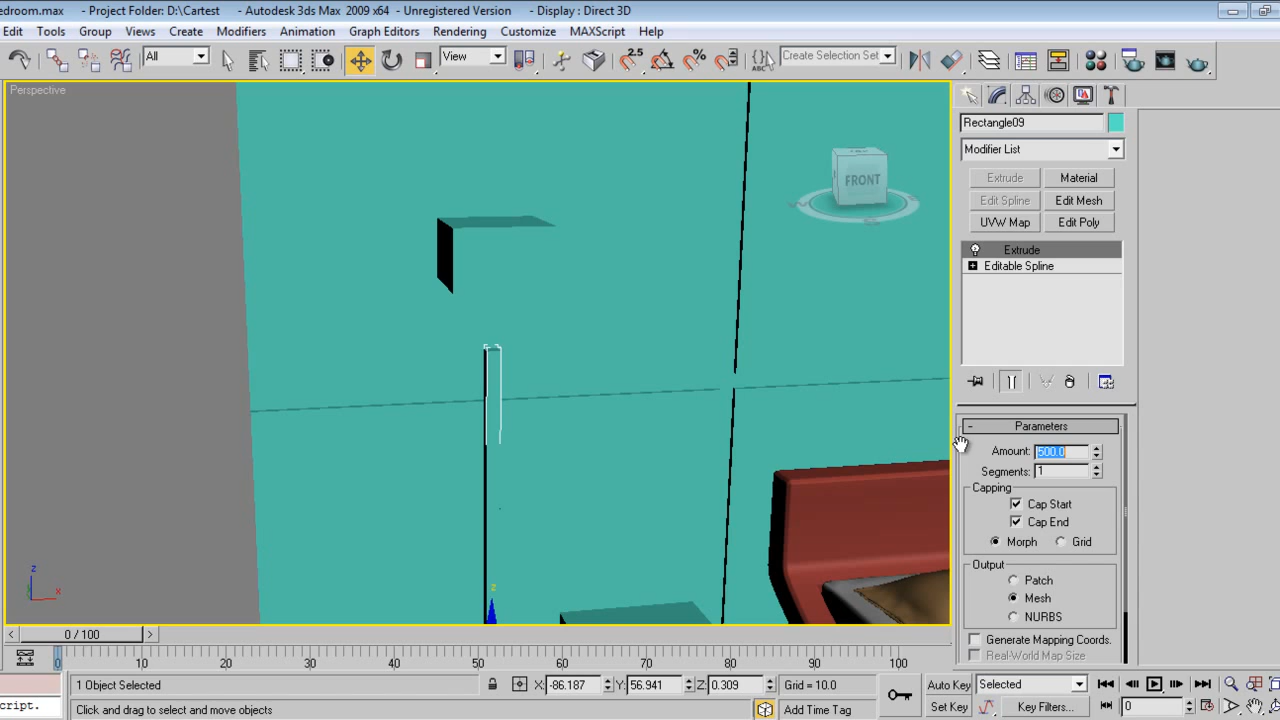 edroom.max - Project Folder: D:\Cartest - Autodesk 3ds Max 2009 x64 - Unregistered Version - Display : Direct 3D
Edit Tools Group Views Create Modifiers Animation Graph Editors Rendering Customize MAXScript Help
All View 2.5 Create Selection Set
Perspective
FRONT
Rectangle09
Modifier List
Extrude Material
Edit Spline Edit Mesh
UVW Map Edit Poly
Extrude
Editable Spline
- Parameters
Amount: 500.0
Segments: 1
Capping
Cap Start
Cap End
Morph Grid
Output
Patch
Mesh
NURBS
Generate Mapping Coords.
Real-World Map Size
z
x
z
< 0 / 100 >
0 10 20 30 40 50 60 70 80 90 100
1 Object Selected X: -86.187 Y: 56.941 Z: 0.309 Grid = 10.0 Auto Key Selected
script. Click and drag to select and move objects Add Time Tag Set Key Key Filters... 0